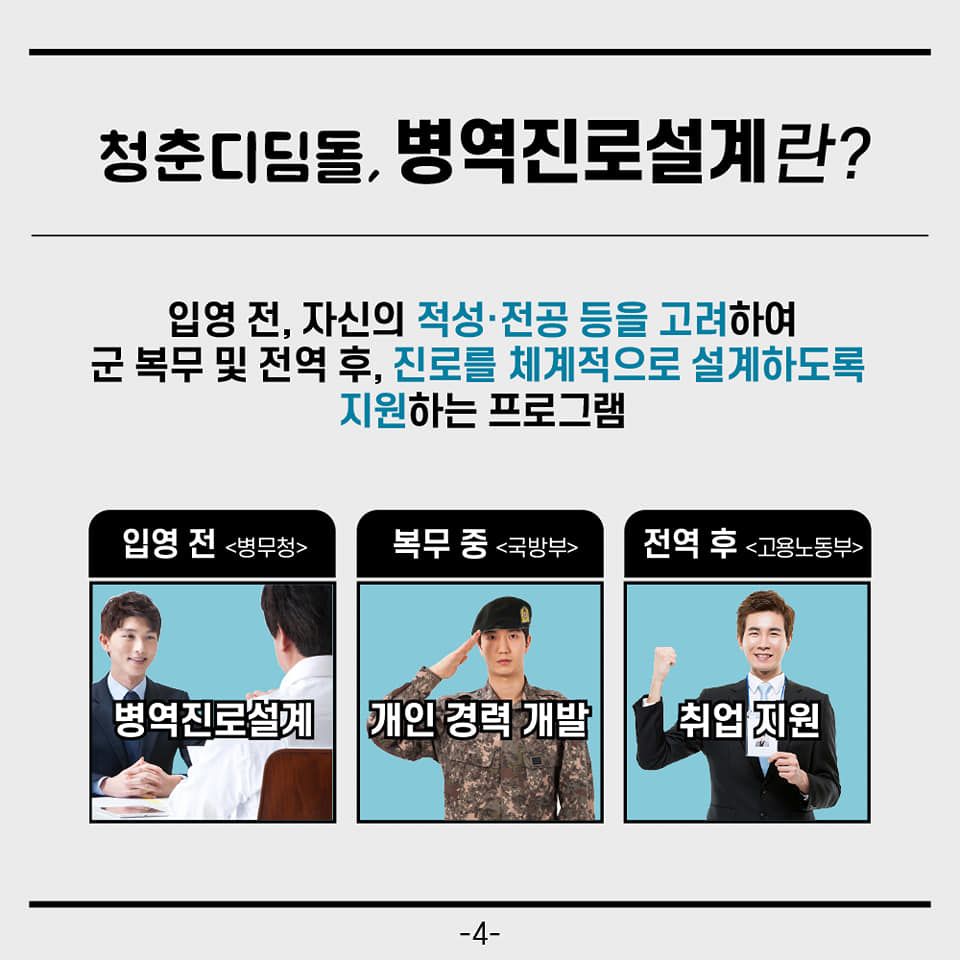 청춘디딤돌, 병역진로설계란?
입영 전, 자신의 적성·전공 등을 고려하여
군 복무 및 전역 후, 진로를 체계적으로 설계하도록
지원하는 프로그램
입영 전 <병무청>
복무 중 <국방부>
전역 후 <고용노동부>
병역진로설계
개인 경력 개발
취업 지원
-4-